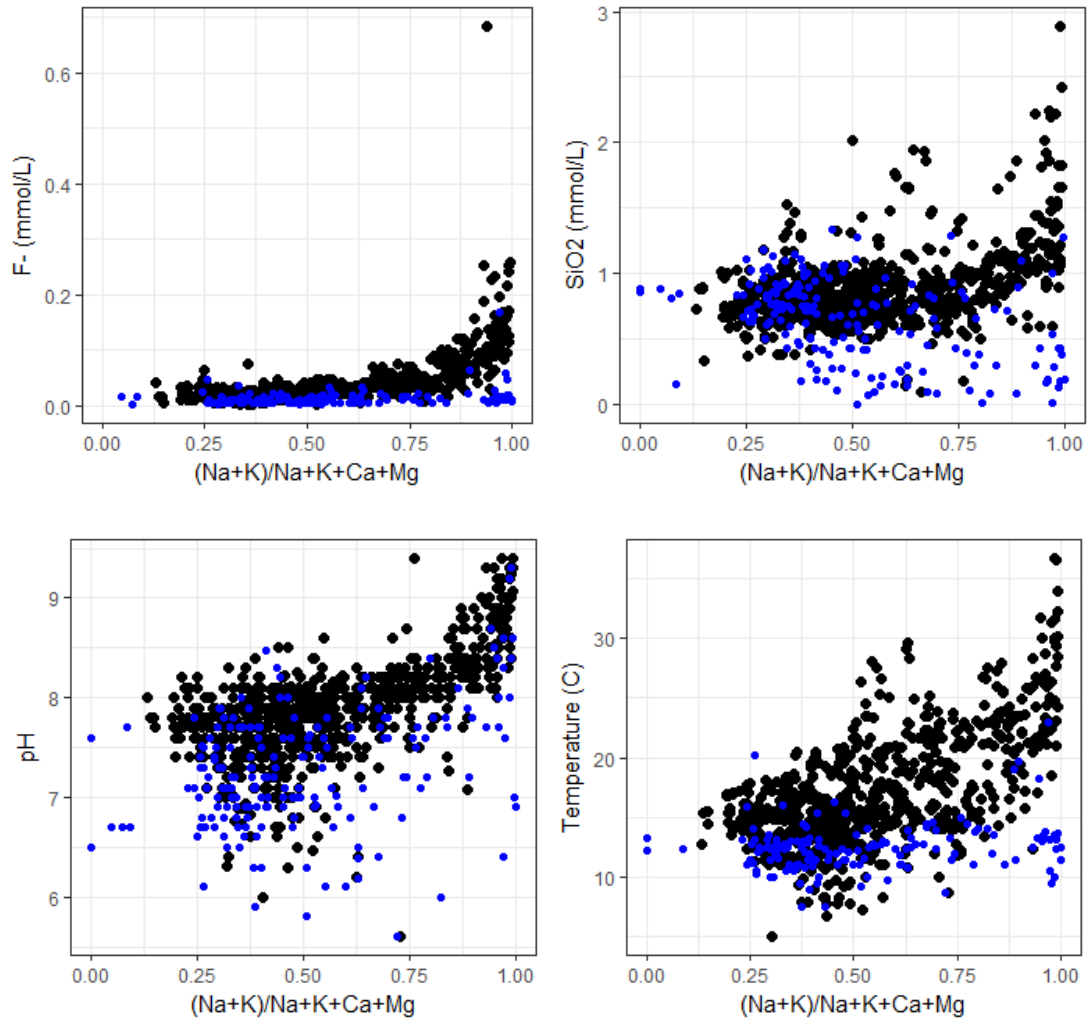 F- (mmol/L)
0.6
0.4
0.2
0.0
0.00 0.25 0.50 0.75 1.00
(Na+K)/Na+K+Ca+Mg
SiO2 (mmol/L)
3
2
1
0
0.00 0.25 0.50 0.75 1.00
(Na+K)/Na+K+Ca+Mg
pH
9
8
7
6
0.00 0.25 0.50 0.75 1.00
(Na+K)/Na+K+Ca+Mg
Temperature (C)
30
20
10
0.00 0.25 0.50 0.75 1.00
(Na+K)/Na+K+Ca+Mg